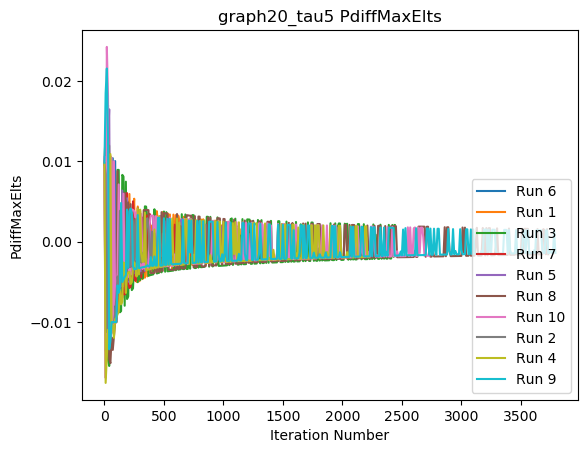 graph20_tau5 PdiffMaxElts
PdiffMaxElts
0.02
0.01
0.00
−0.01
Run 6
Run 1
Run 3
Run 7
Run 5
Run 8
Run 10
Run 2
Run 4
Run 9
0 500 1000 1500 2000 2500 3000 3500
Iteration Number